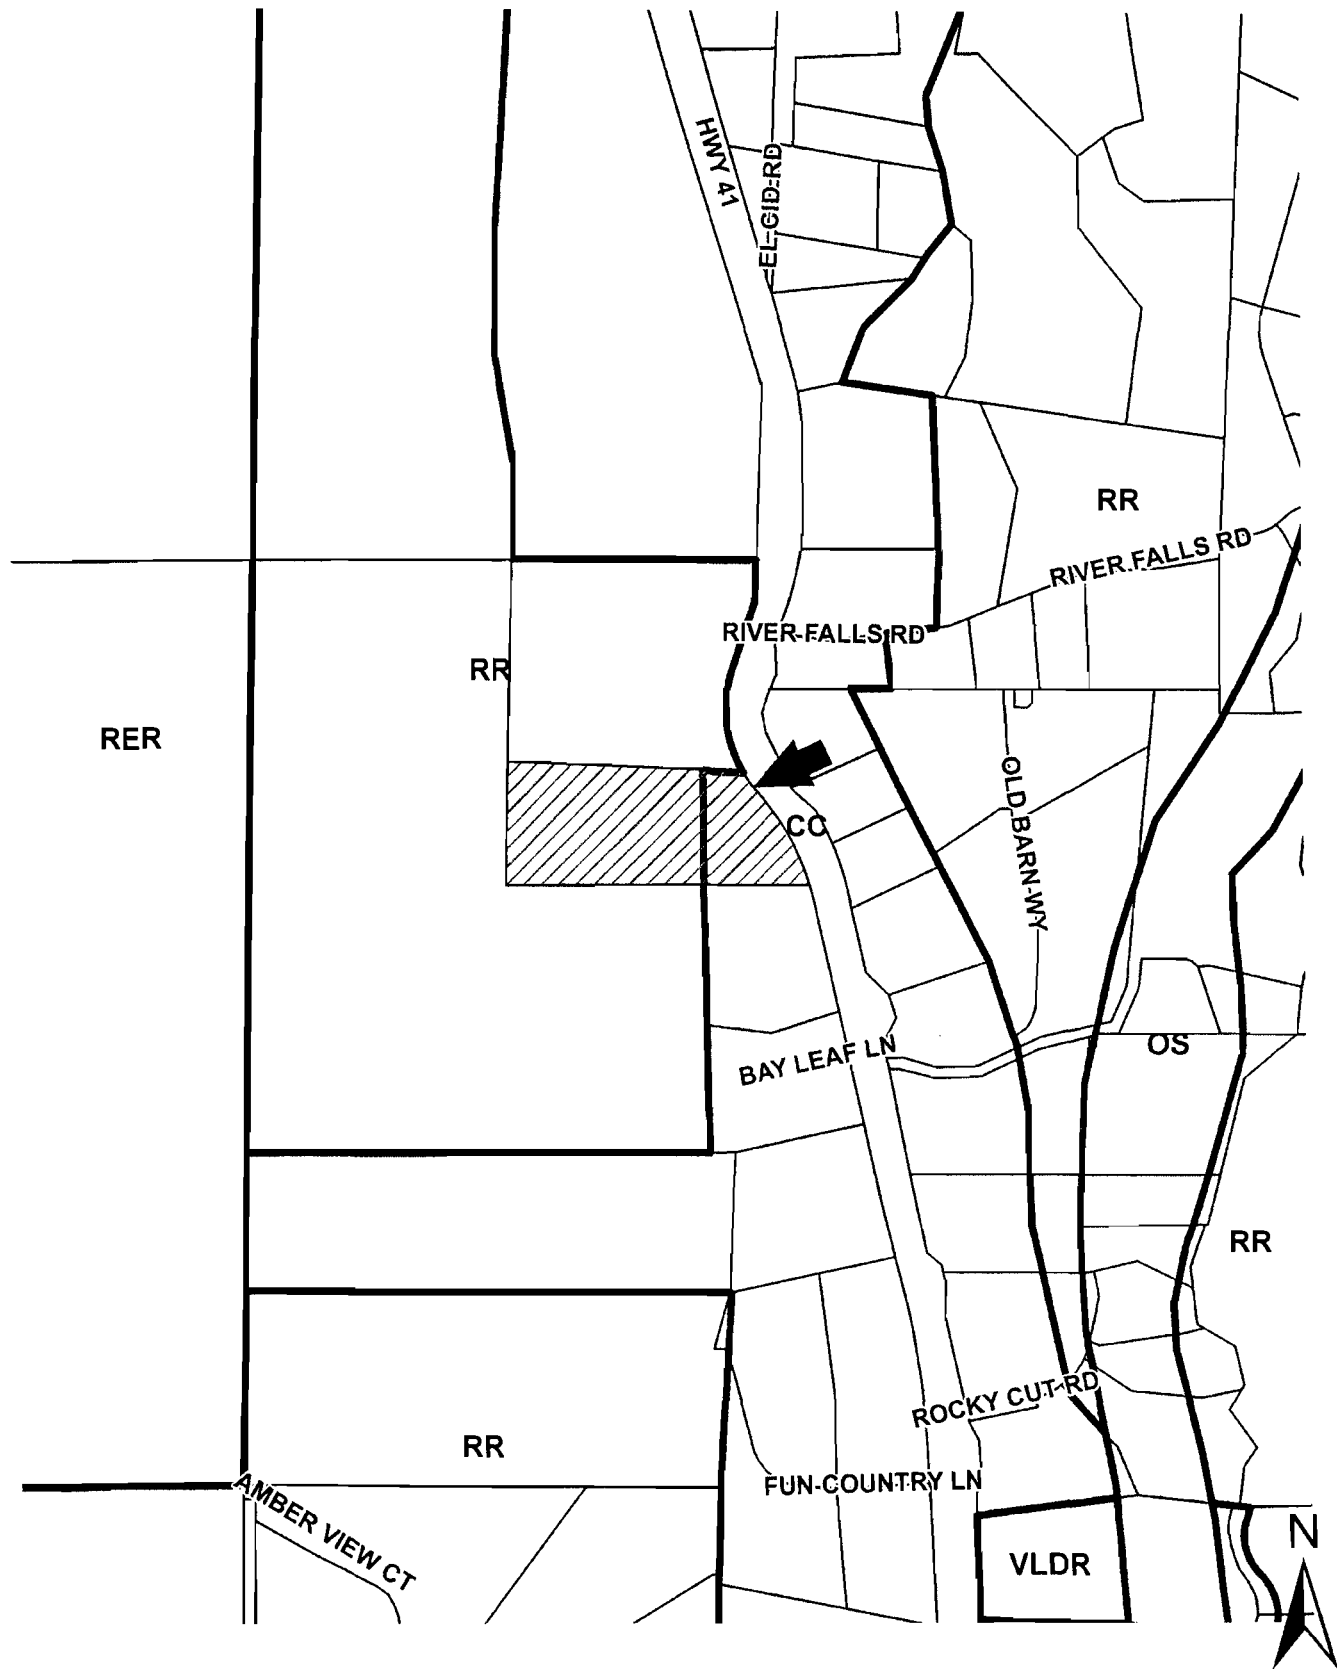 HWY 41
EL CID RD
RR
RIVER FALLS RD
RIVER FALLS RD
RR
RER
OLD BARN WY
CC
BAY LEAF LN
OS
RR
ROCKY CUT RD
RR
FUN COUNTRY LN
AMBER VIEW CT
VLDR
N